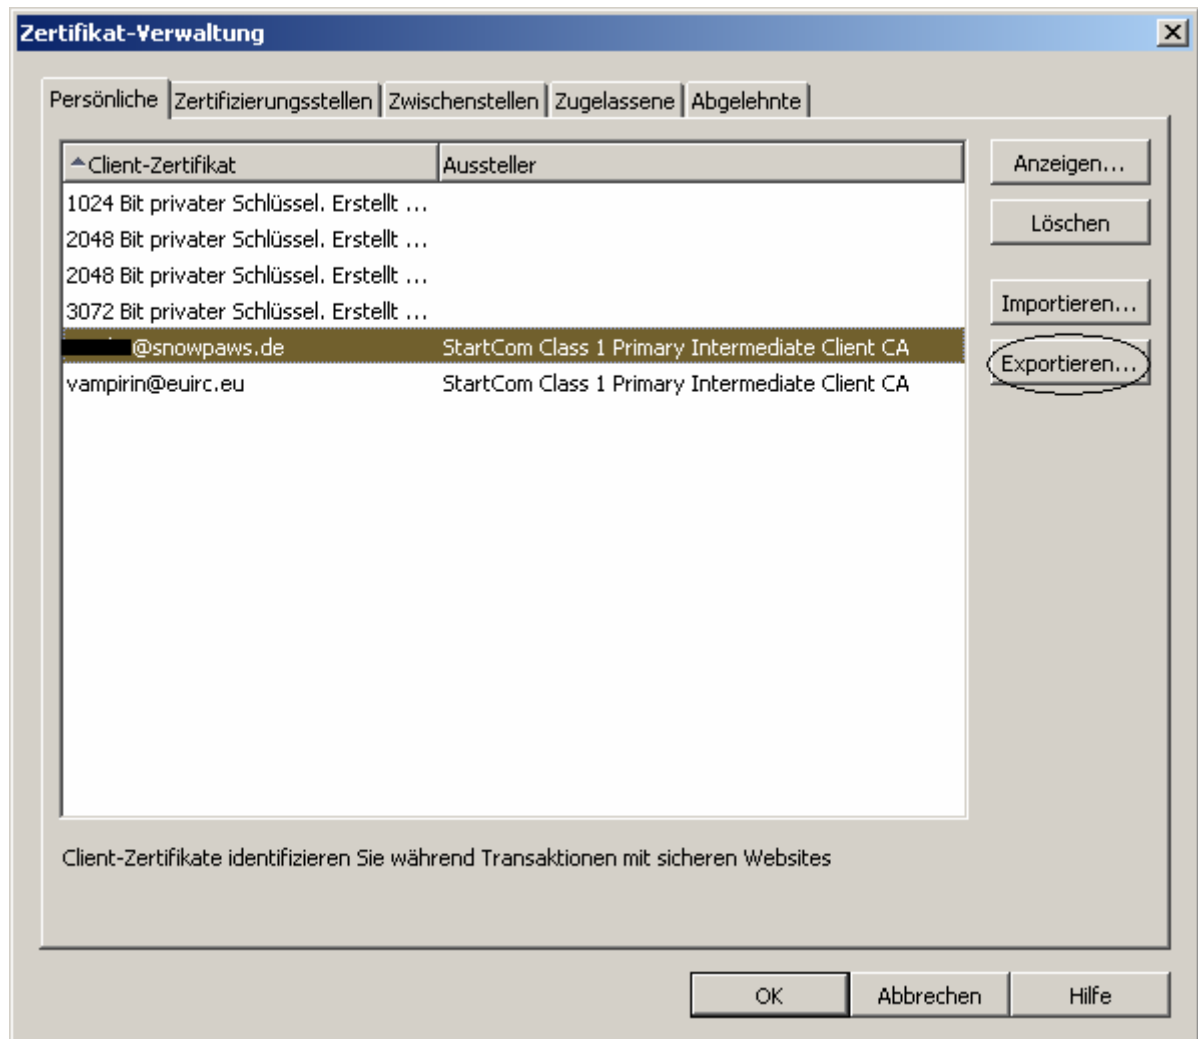 Zertifikat-Verwaltung
Persönliche Zertifizierungsstellen Zwischenstellen Zugelassene Abgelehnte
Client-Zertifikat Aussteller
1024 Bit privater Schlüssel. Erstellt ...
2048 Bit privater Schlüssel. Erstellt ...
2048 Bit privater Schlüssel. Erstellt ...
3072 Bit privater Schlüssel. Erstellt ...
@snowpaws.de StartCom Class 1 Primary Intermediate Client CA
vampirin@euirc.eu StartCom Class 1 Primary Intermediate Client CA
Anzeigen...
Löschen
Importieren...
Exportieren...
Client-Zertifikate identifizieren Sie während Transaktionen mit sicheren Websites
OK Abbrechen Hilfe